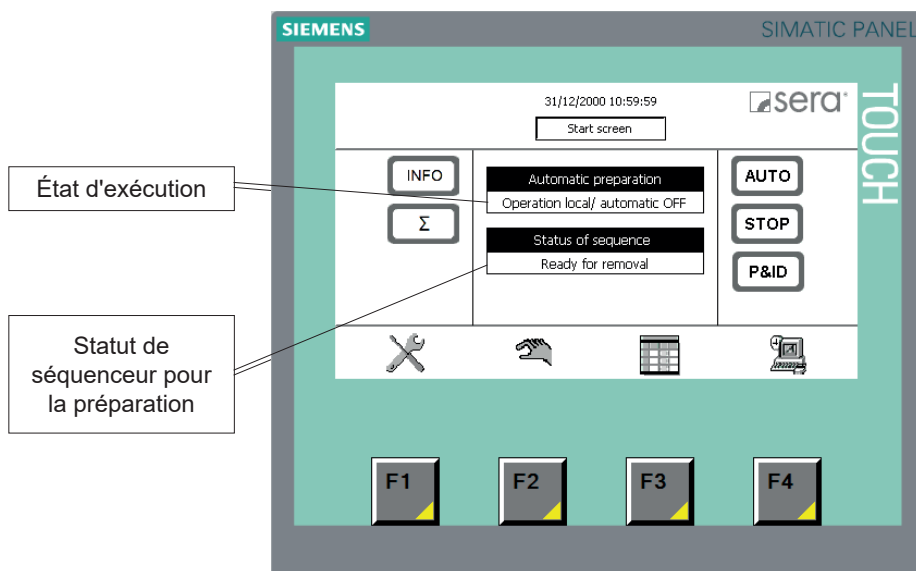 SIEMENS
SIMATIC PANEL
TOUCH
31/12/2000 10:59:59
sera
Start screen
État d'exécution
INFO
Σ
Automatic preparation
Operation local/ automatic OFF
Status of sequence
Ready for removal
AUTO
STOP
P&ID
Statut de
séquenceur pour
la préparation
F1
F2
F3
F4